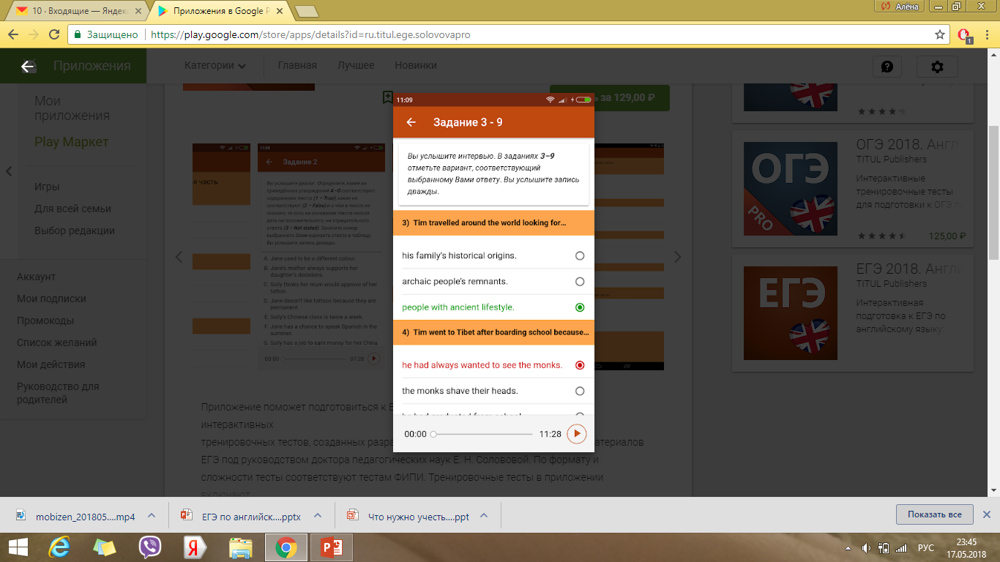 10 · Входящие — Яндекс
Приложения в Google P
Алёна
Защищено
https://play.google.com/store/apps/details?id=ru.titul.ege.solovovapro
1
Приложения
Категории
Главная
Лучшее
Новинки
Мои
приложения
Play Маркет
Игры
Для всей семьи
Выбор редакции
Аккаунт
Мои подписки
Промокоды
Список желаний
Мои действия
Руководство для
родителей
за 129,00 ₽
я часть
11:08
Задание 2
Вы услышите диалог. Определите, какие из
приведённых утверждений A–G соответствуют
содержанию текста (1 – True), какие не
соответствуют (2 – False) и о чём в тексте не
сказано, то есть на основании текста нельзя
дать ни положительного, ни отрицательного
ответа (3 – Not stated). Занесите номер
выбранного Вами варианта ответа в таблицу.
Вы услышите запись дважды.
A. Jane used to be a different colour.
B. Jane's mother always supports her
daughter's decisions.
C. Sally thinks her mum would approve of her
tattoo.
D. Jane doesn't like tattoos because they are
permanent.
E. Sally's Chinese class is twice a week.
F. Jane has a chance to speak Spanish in the
summer.
G. Sally has a job to earn money for her China
00:00
07:28
11:09
Задание 3 - 9
Вы услышите интервью. В заданиях 3–9
отметьте вариант, соответствующий
выбранному Вами ответу. Вы услышите запись
дважды.
3) Tim travelled around the world looking for...
his family's historical origins.
archaic people's remnants.
people with ancient lifestyle.
4) Tim went to Tibet after boarding school because...
he had always wanted to see the monks.
the monks shave their heads.
00:00
11:28
ОГЭ
PRO
ОГЭ 2018. Англ
TITUL Publishers
Интерактивные
тренировочные тесты
для подготовки к ОГЭ п
125,00 ₽
ЕГЭ
ЕГЭ 2018. Англ
TITUL Publishers
Интерактивная
подготовка к ЕГЭ по
английскому языку
Приложение поможет подготовиться к Е
интерактивных
тренировочных тестов, созданных разра
атериалов
ЕГЭ под руководством доктора педагогических наук Е. Н. Солововой. По формату и
сложности тесты соответствуют тестам ФИПИ. Тренировочные тесты в приложении
включают
mobizen_201805....mp4
ЕГЭ по английск....pptx
Что нужно учесть....ppt
Показать все
РУС
23:45
17.05.2018